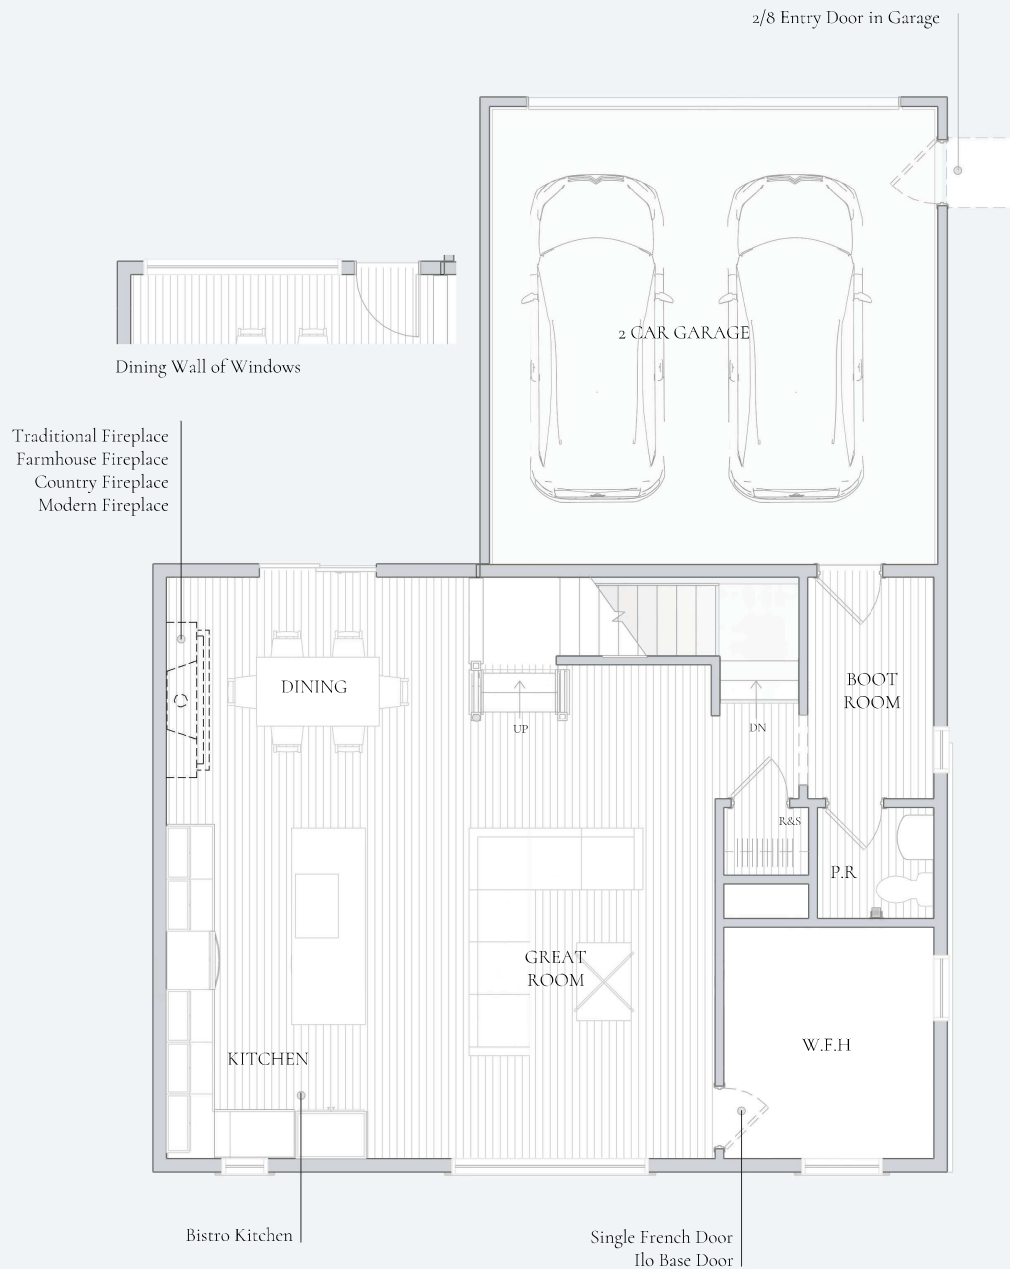 2/8 Entry Door in Garage
2 CAR GARAGE
Dining Wall of Windows
Traditional Fireplace
Farmhouse Fireplace
Country Fireplace
Modern Fireplace
DINING
UP
DN
BOOT
ROOM
R&S
P.R
GREAT
ROOM
KITCHEN
W.F.H
Bistro Kitchen
Single French Door
Ilo Base Door